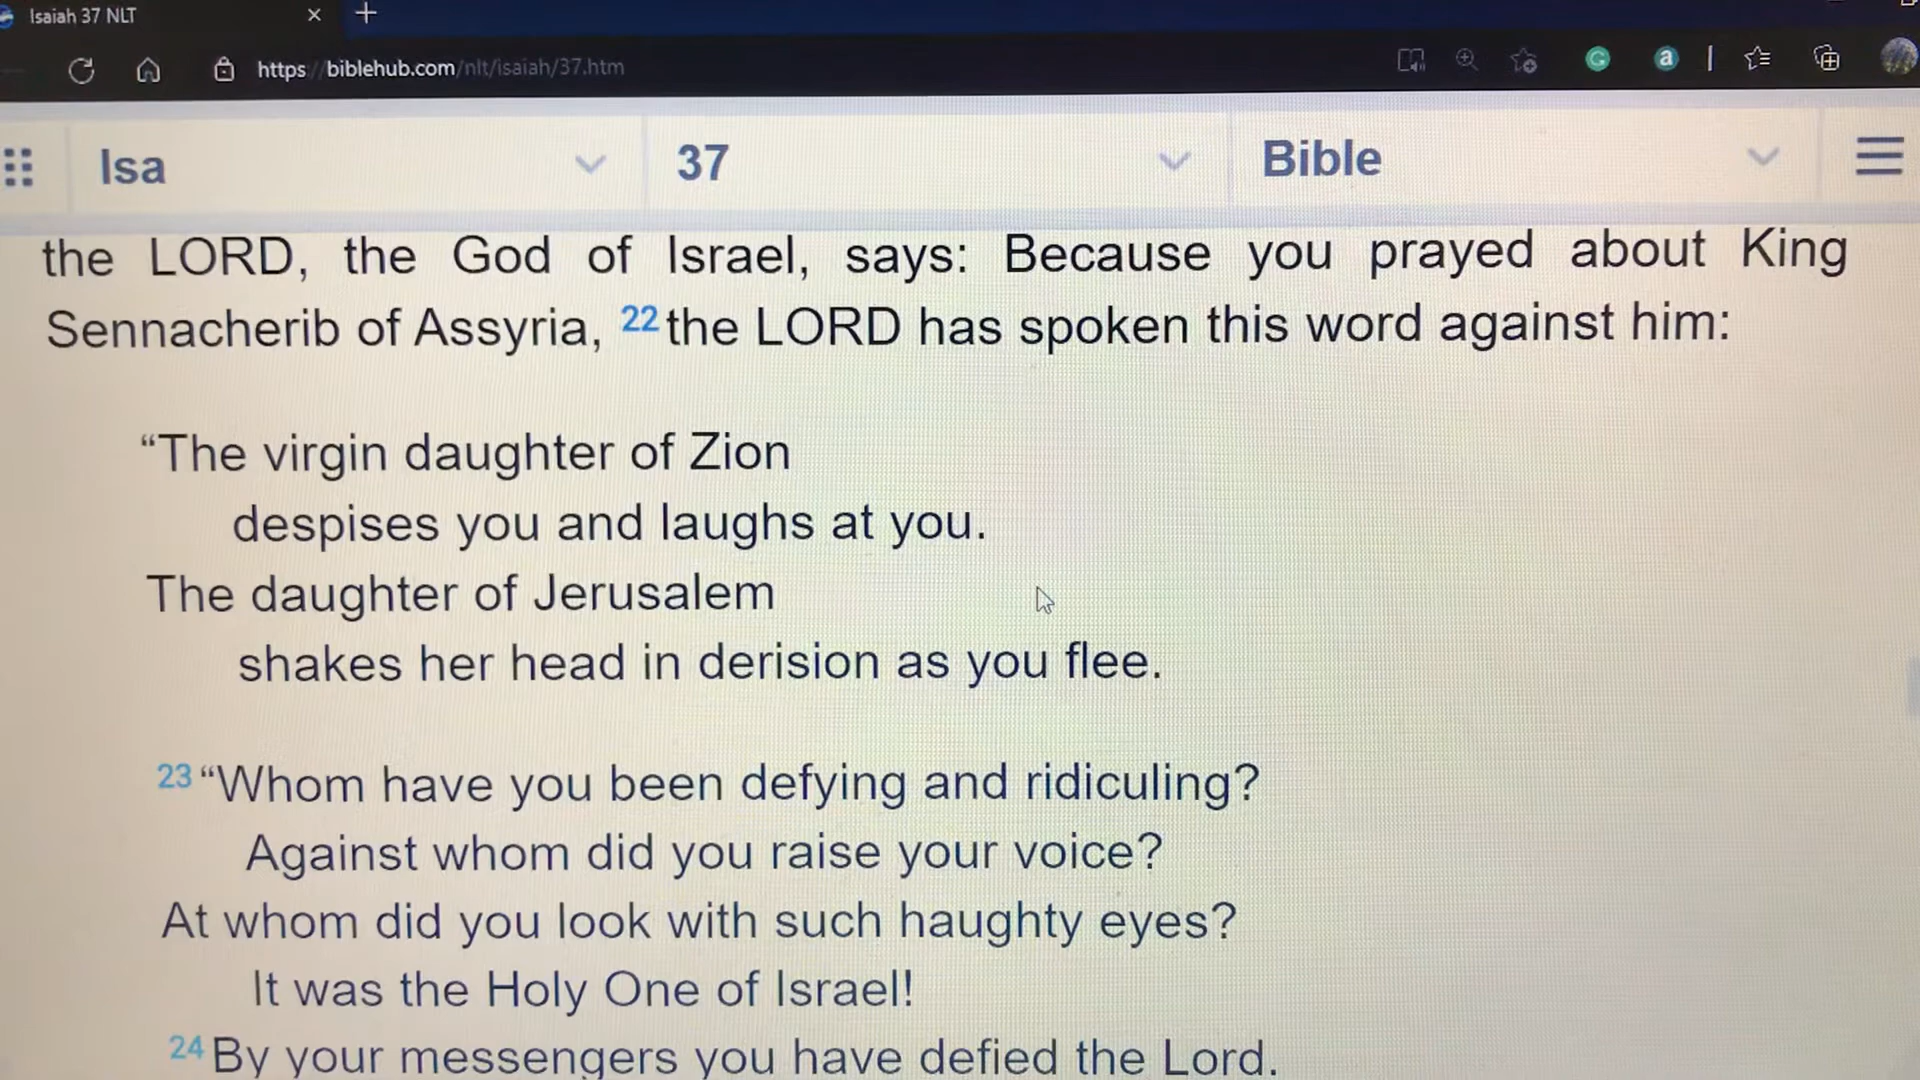 Isaiah 37 NLT
https://biblehub.com/nlt/isaiah/37.htm
Isa 37 Bible
the LORD, the God of Israel, says: Because you prayed about King
Sennacherib of Assyria, 22 the LORD has spoken this word against him:
“The virgin daughter of Zion
despises you and laughs at you.
The daughter of Jerusalem
shakes her head in derision as you flee.
23 “Whom have you been defying and ridiculing?
Against whom did you raise your voice?
At whom did you look with such haughty eyes?
It was the Holy One of Israel!
24 By your messengers you have defied the Lord.